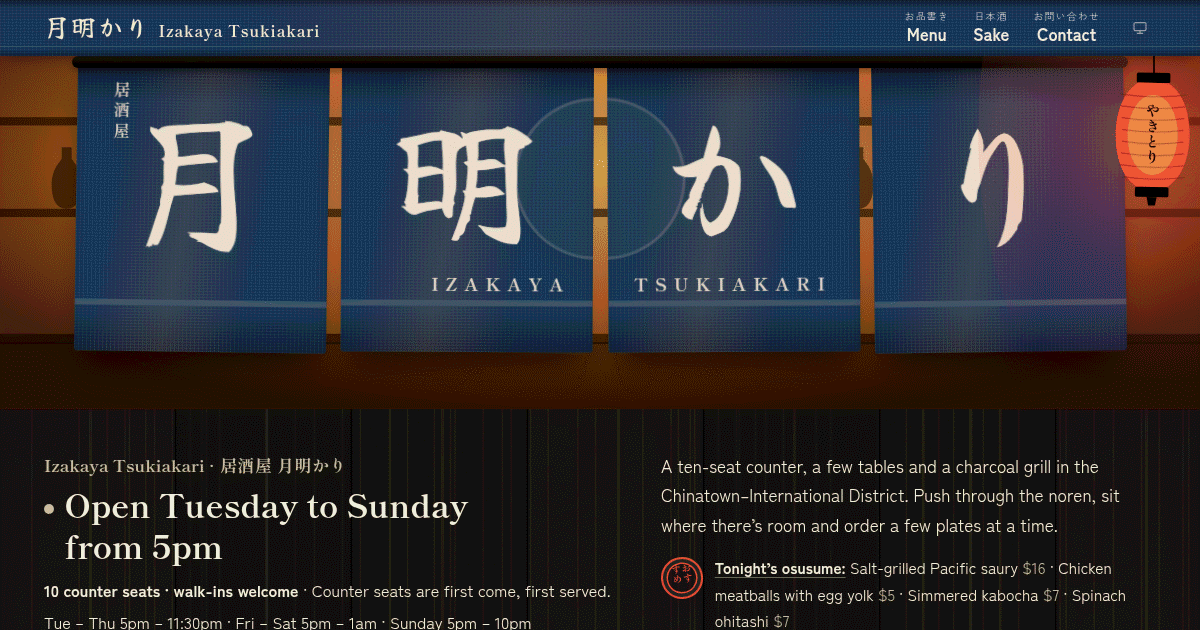 月明かり Izakaya Tsukiakari
お品書き
Menu
日本酒
Sake
お問い合わせ
Contact
居酒屋
月明かり
IZAKAYA TSUKIAKARI
やきとり
Izakaya Tsukiakari · 居酒屋 月明かり
Open Tuesday to Sunday
from 5pm
10 counter seats · walk-ins welcome · Counter seats are first come, first served.
Tue – Thu 5pm – 11:30pm · Fri – Sat 5pm – 1am · Sunday 5pm – 10pm
A ten-seat counter, a few tables and a charcoal grill in the
Chinatown–International District. Push through the noren, sit
where there's room and order a few plates at a time.
おすすめ
Tonight's osusume: Salt-grilled Pacific saury $16 · Chicken
meatballs with egg yolk $5 · Simmered kabocha $7 · Spinach
ohitashi $7